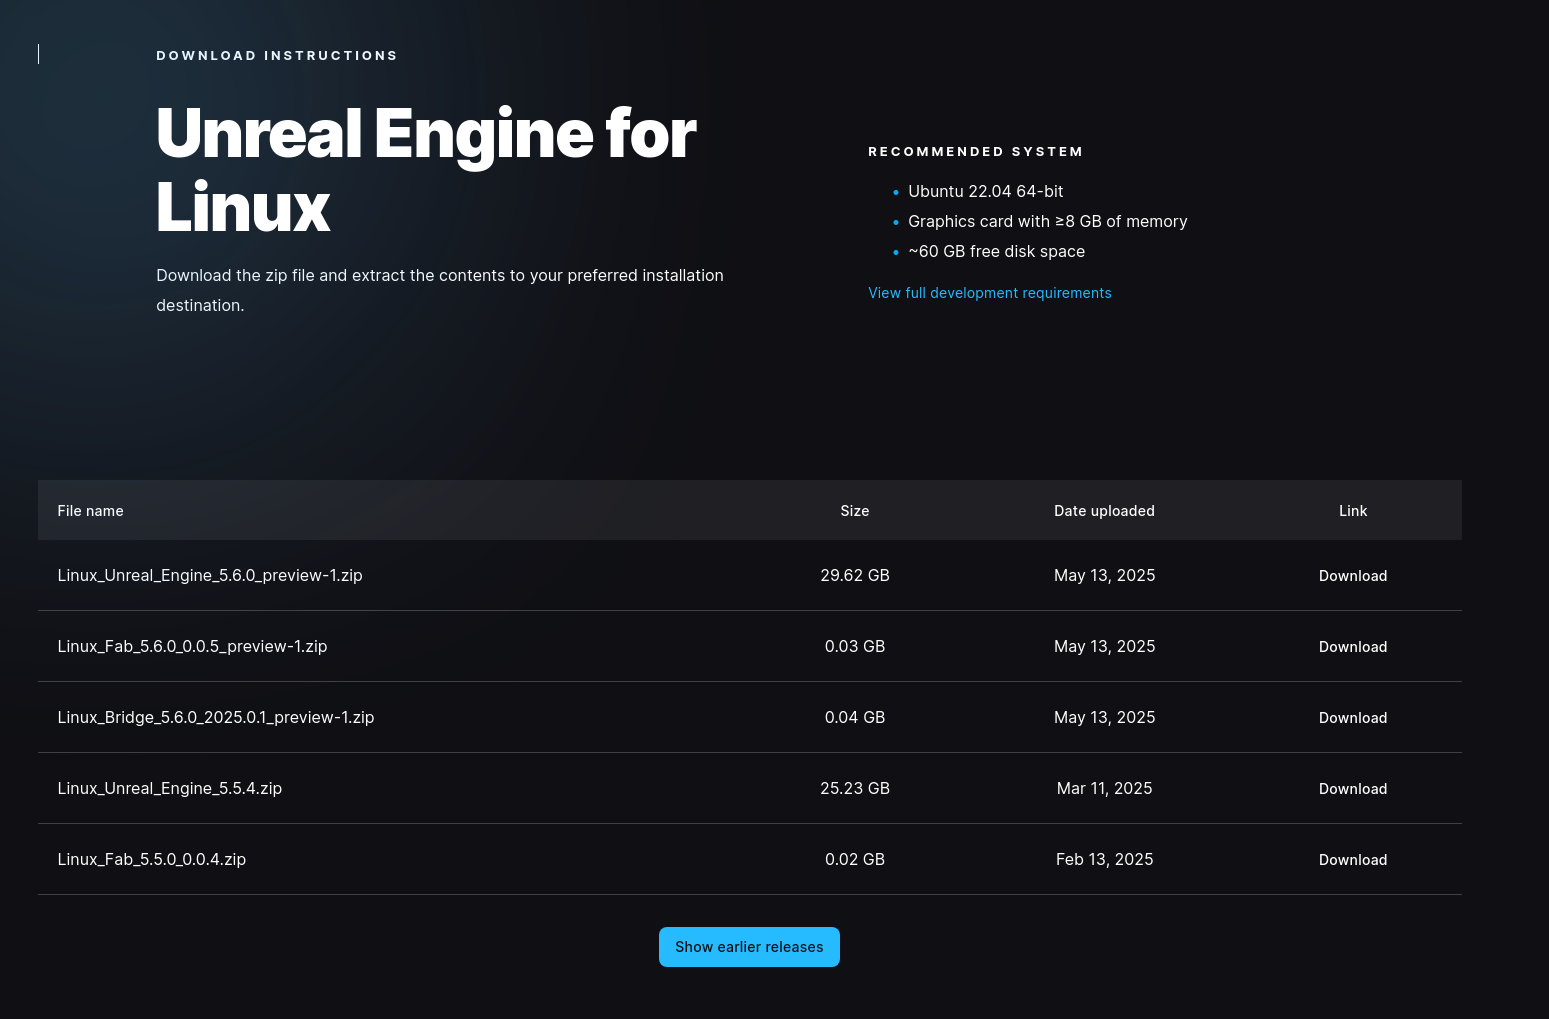 DOWNLOAD INSTRUCTIONS
Unreal Engine for
Linux
Download the zip file and extract the contents to your preferred installation
destination.
RECOMMENDED SYSTEM
• Ubuntu 22.04 64-bit
• Graphics card with ≥8 GB of memory
• ~60 GB free disk space
View full development requirements
File name Size Date uploaded Link
Linux_Unreal_Engine_5.6.0_preview-1.zip 29.62 GB May 13, 2025 Download
Linux_Fab_5.6.0_0.0.5_preview-1.zip 0.03 GB May 13, 2025 Download
Linux_Bridge_5.6.0_2025.0.1_preview-1.zip 0.04 GB May 13, 2025 Download
Linux_Unreal_Engine_5.5.4.zip 25.23 GB Mar 11, 2025 Download
Linux_Fab_5.5.0_0.0.4.zip 0.02 GB Feb 13, 2025 Download
Show earlier releases